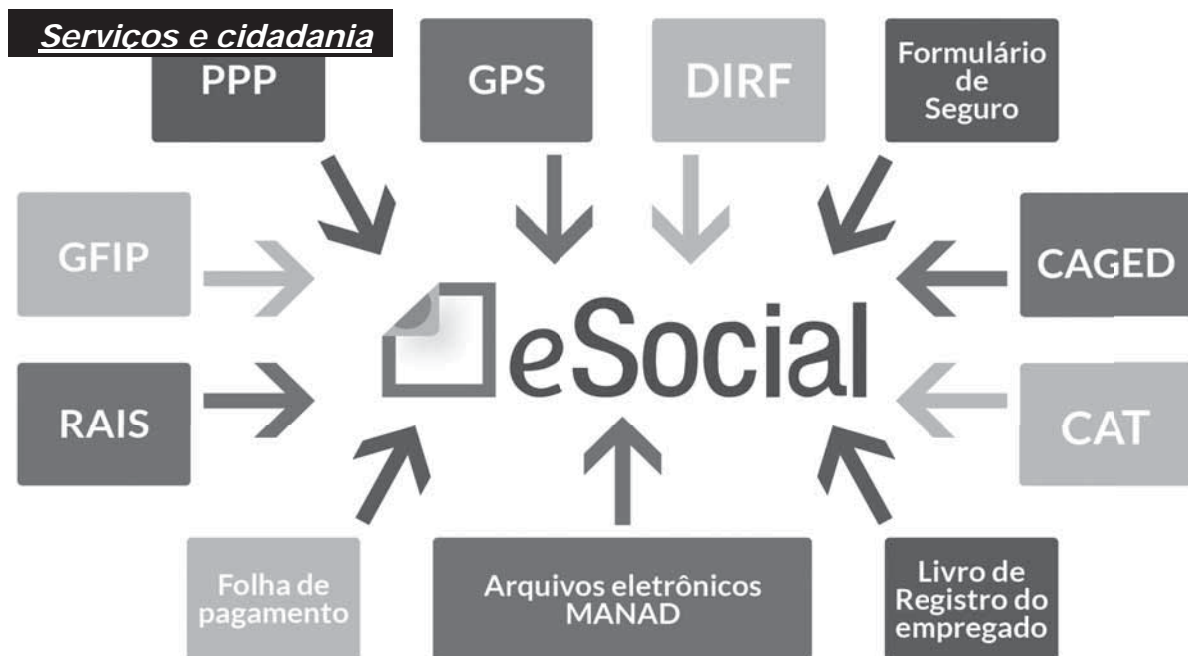 Serviços e cidadania
PPP
GPS
DIRF
Formulário
de
Seguro
GFIP
CAGED
eSocial
RAIS
CAT
Folha de
pagamento
Arquivos eletrônicos
MANAD
Livro de
Registro do
empregado